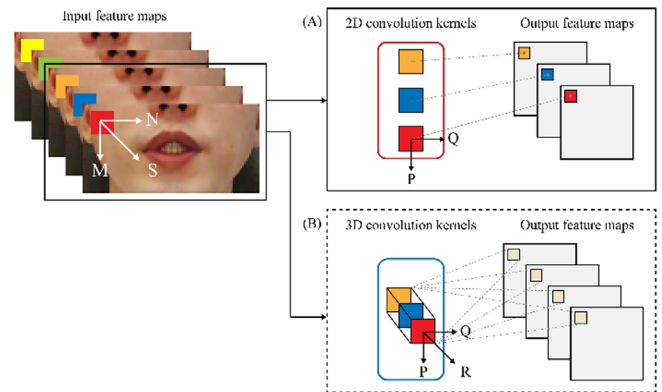 Input feature maps
N
M
S
(A)
2D convolution kernels
Output feature maps
Q
P
(B)
3D convolution kernels
Output feature maps
Q
P
R